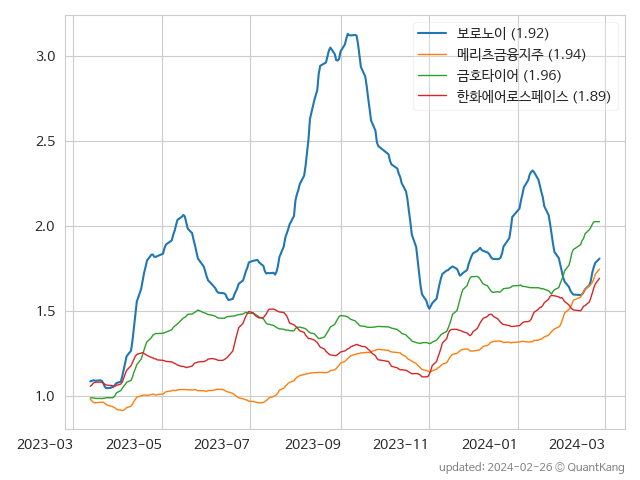 보로노이 (1.92)
메리츠금융지주 (1.94)
금호타이어 (1.96)
한화에어로스페이스 (1.89)
3.0
2.5
2.0
1.5
1.0
2023-03 2023-05 2023-07 2023-09 2023-11 2024-01 2024-03
updated: 2024-02-26 © QuantKang